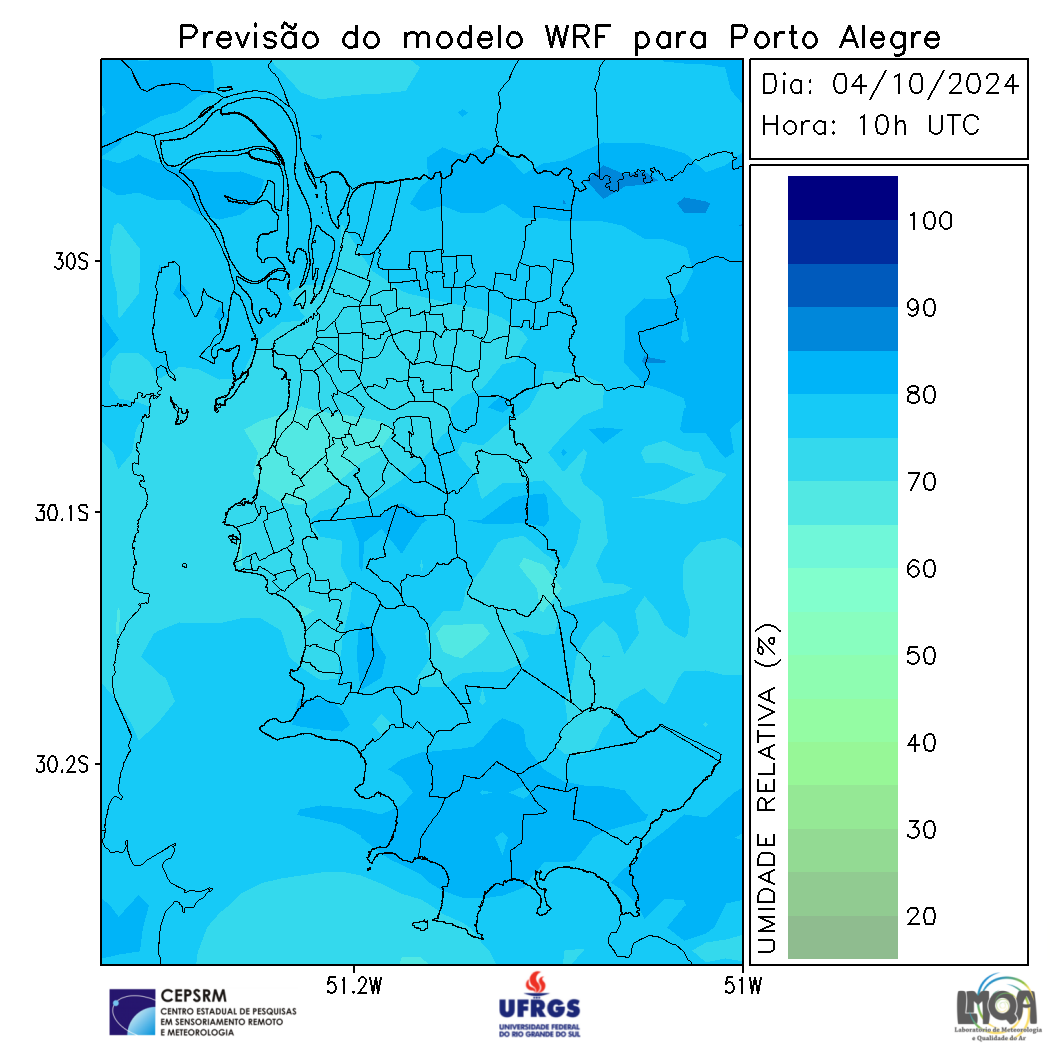 Previsão do modelo WRF para Porto Alegre
Dia: 04/10/2024
Hora: 10h UTC
100
90
80
70
60
50
40
30
20
UMIDADE RELATIVA (%)
30S
30.1S
30.2S
51.2W
51W
CEPSRM
CENTRO ESTADUAL DE PESQUISAS
EM SENSORIAMENTO REMOTO
E METEOROLOGIA
UFRGS
UNIVERSIDADE FEDERAL
DO RIO GRANDE DO SUL
LMQA
Laboratório de Meteorologia
e Qualidade do Ar